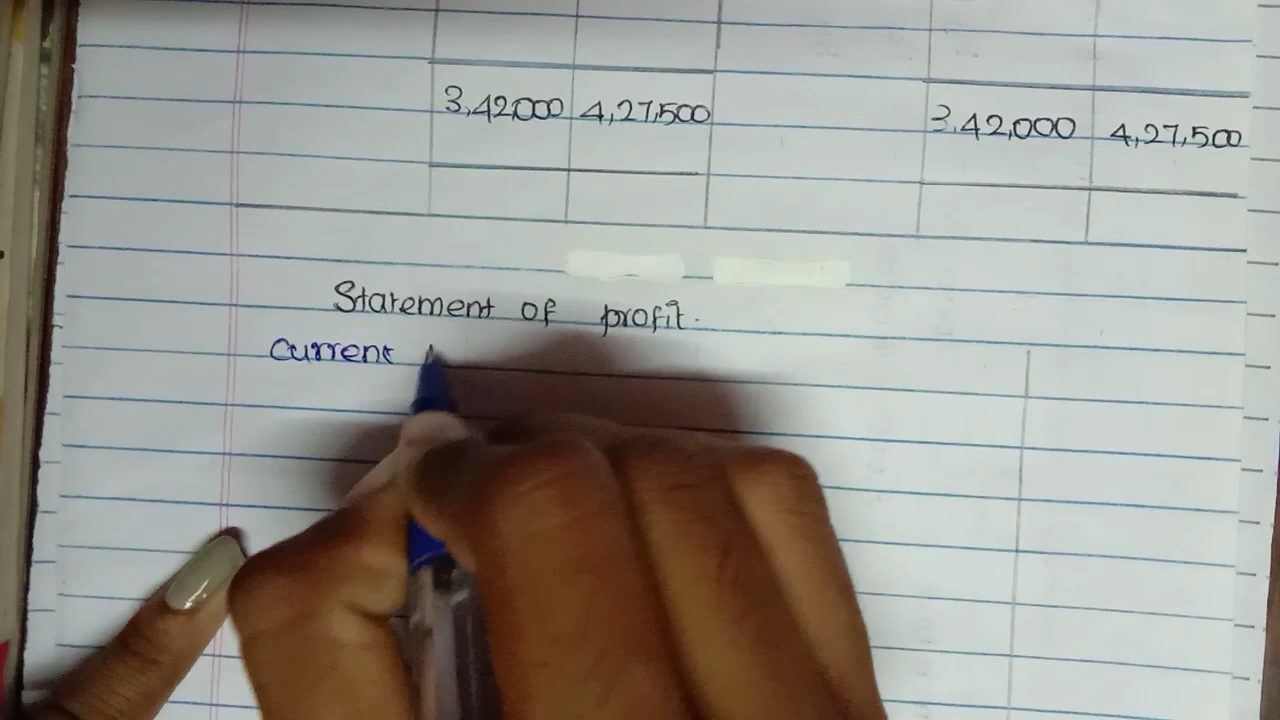 3,42,000 4,27,500 3,42,000 4,27,500
Statement of profit.
Current